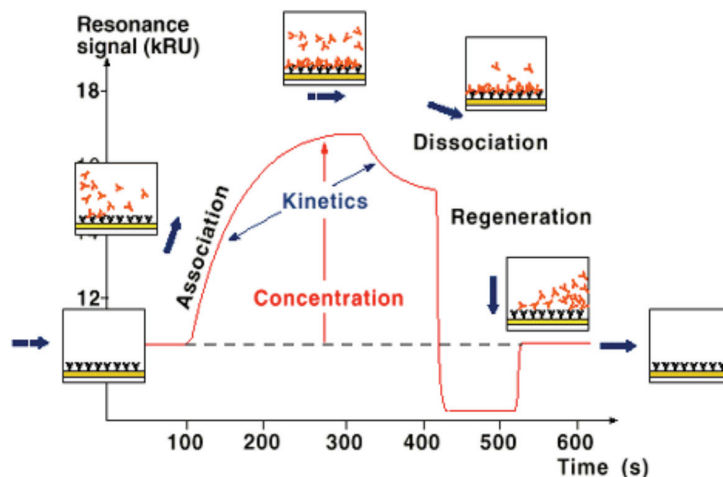 Resonance
signal (kRU)
18
Dissociation
Association
Kinetics
Regeneration
12
Concentration
100
200
300
400
500
600
Time (s)